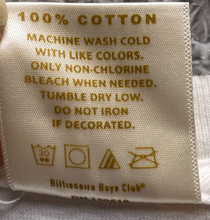 100% COTTON
MACHINE WASH COLD
WITH LIKE COLORS.
ONLY NON-CHLORINE
BLEACH WHEN NEEDED.
TUMBLE DRY LOW.
DO NOT IRON
IF DECORATED.
30
Billionaire Boys Club®